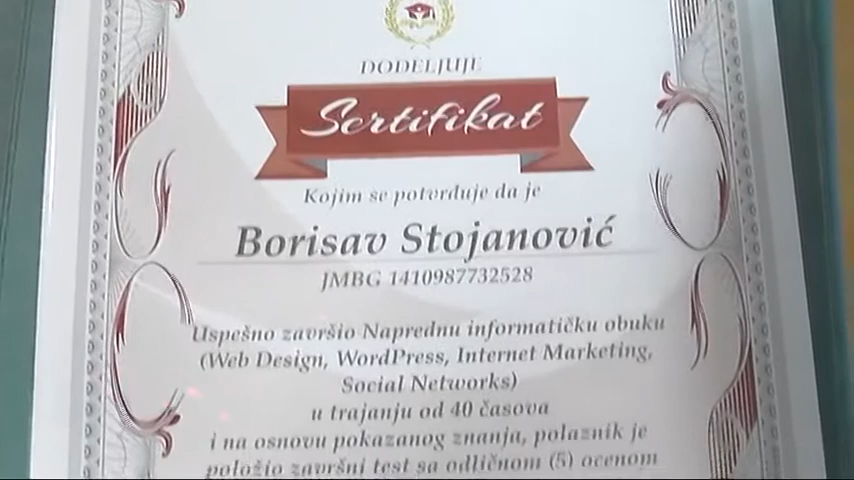 DODELJUJE
Sertifikat
Kojim se potvrđuje da je
Borisav Stojanović
JMBG 1410987732528
Uspešno završio Naprednu informatičku obuku
(Web Design, WordPress, Internet Marketing,
Social Networks)
u trajanju od 40 časova
i na osnovu pokazanog znanja, polaznik je
položio završni test sa odličnom (5) ocenom